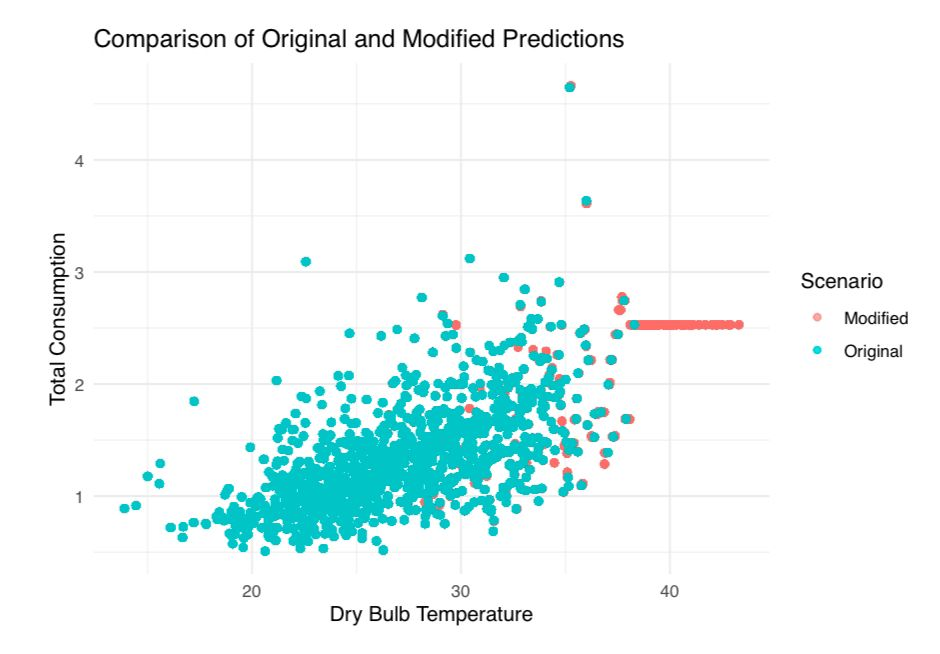 Comparison of Original and Modified Predictions
Total Consumption
4
3
2
1
20
30
40
Dry Bulb Temperature
Scenario
Modified
Original